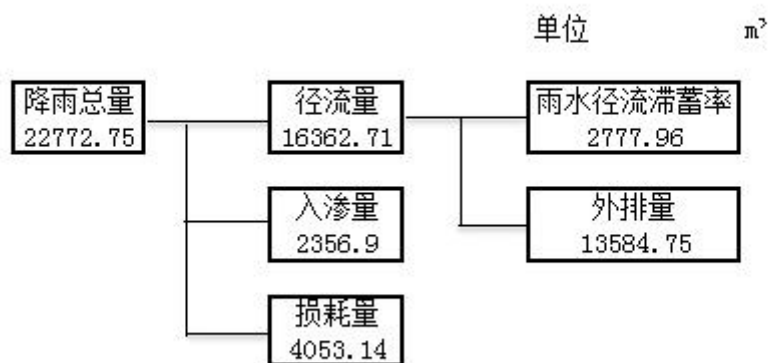 单位 m³
降雨总量
22772.75
径流量
16362.71
雨水径流滞蓄率
2777.96
入渗量
2356.9
外排量
13584.75
损耗量
4053.14